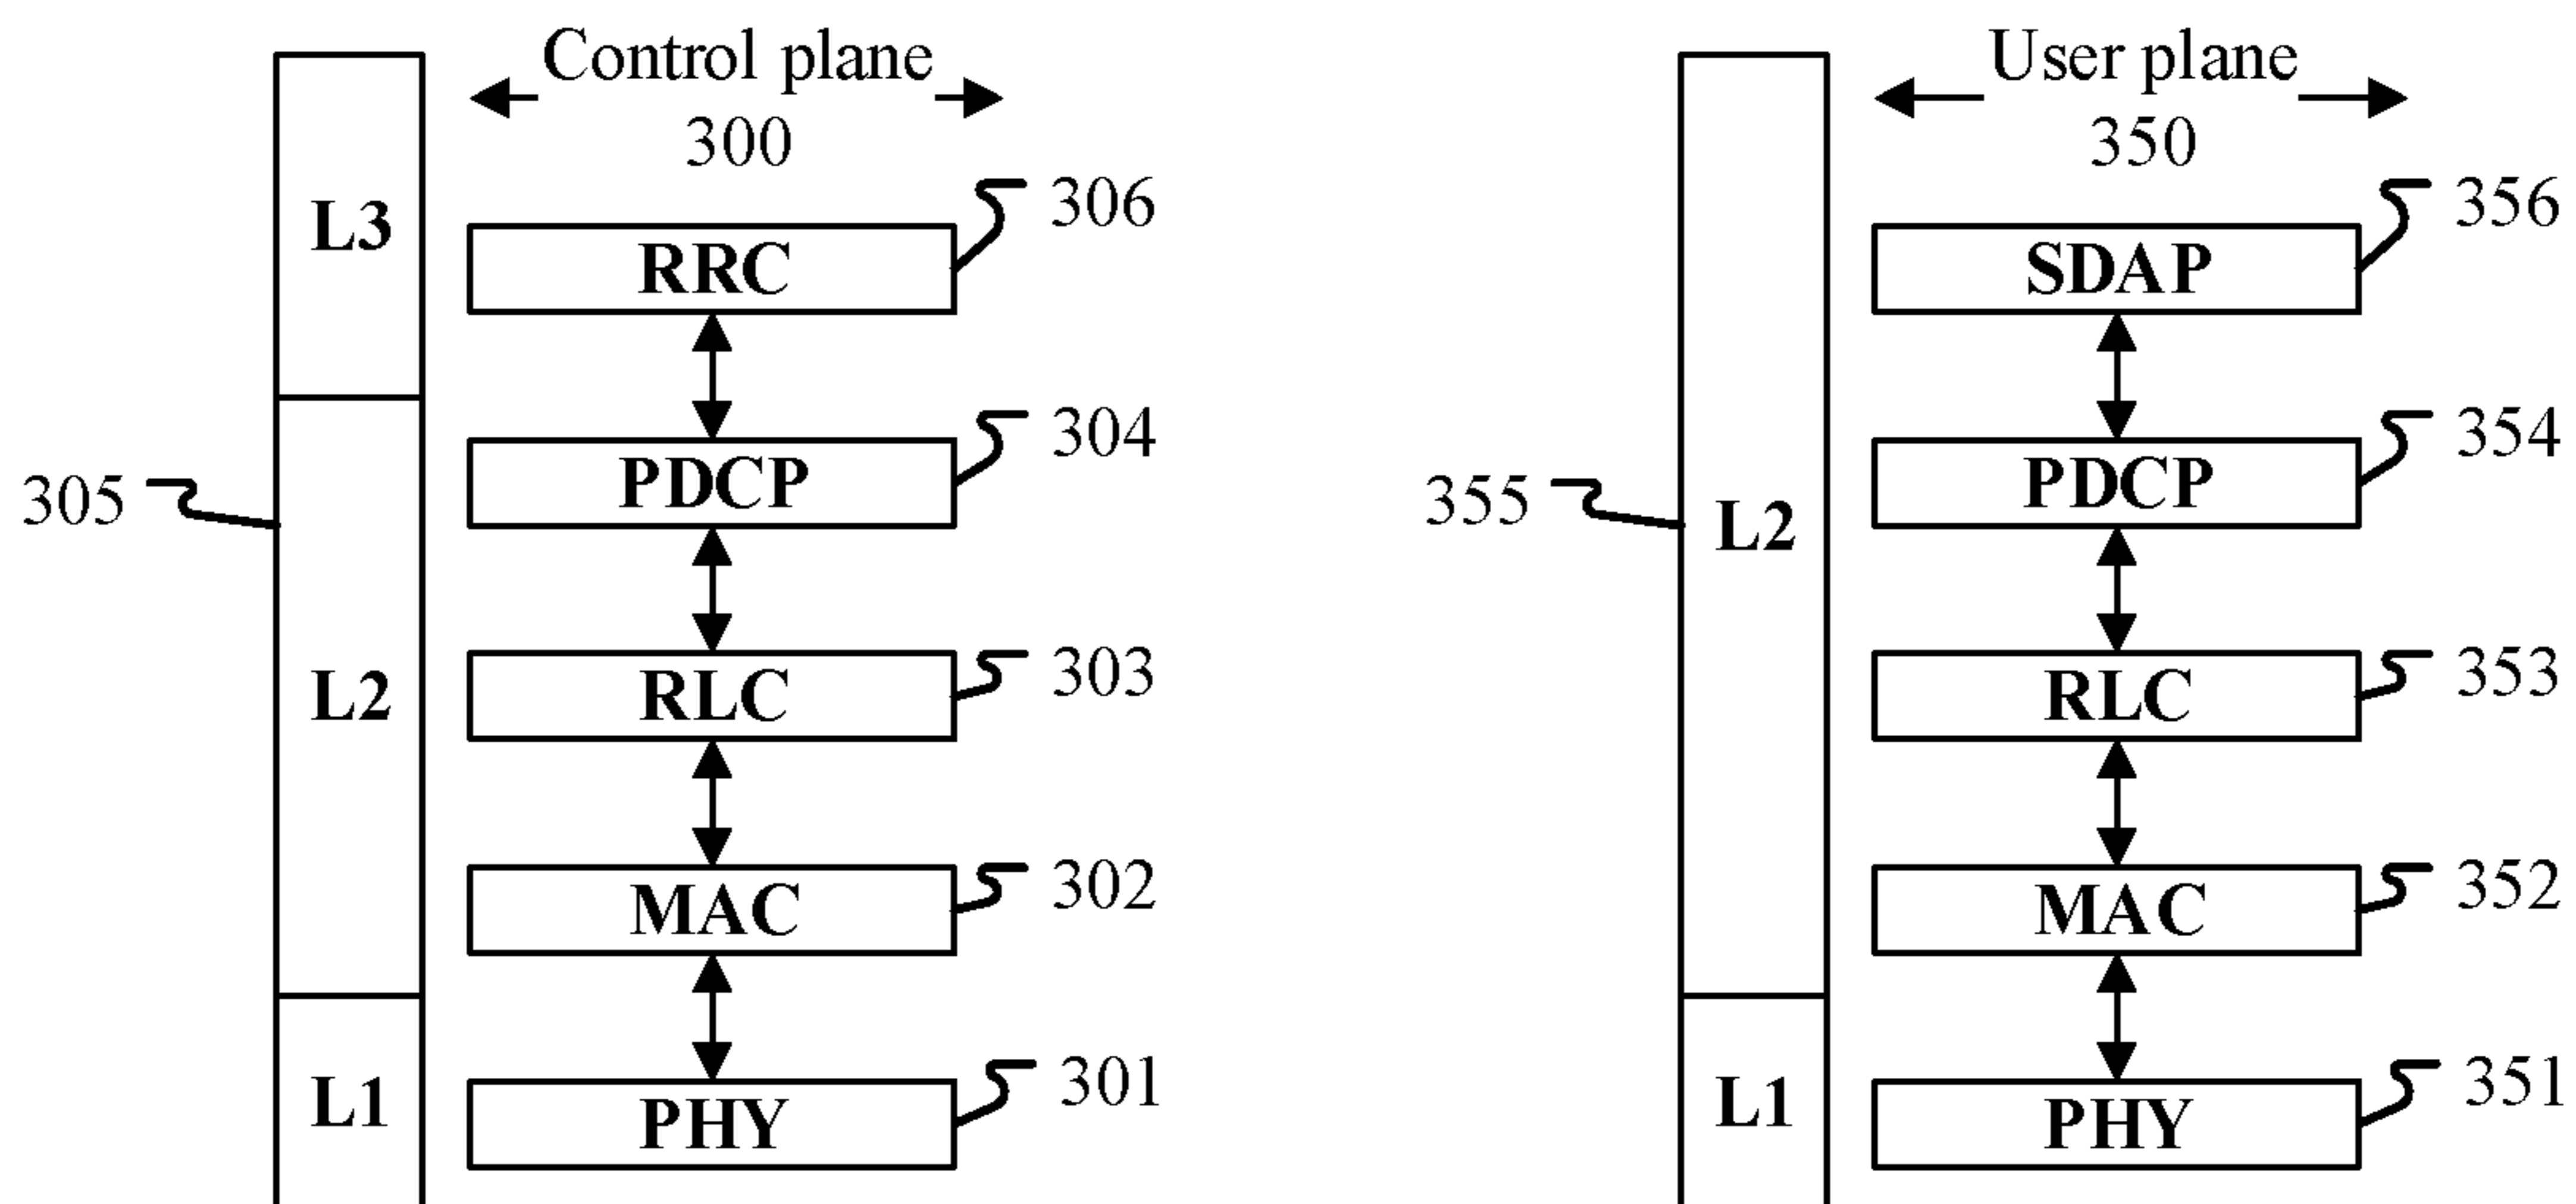 Control plane
300
L3
RRC
306
PDCP
304
305
L2
RLC
303
MAC
302
L1
PHY
301
User plane
350
SDAP
356
PDCP
354
355
L2
RLC
353
MAC
352
L1
PHY
351